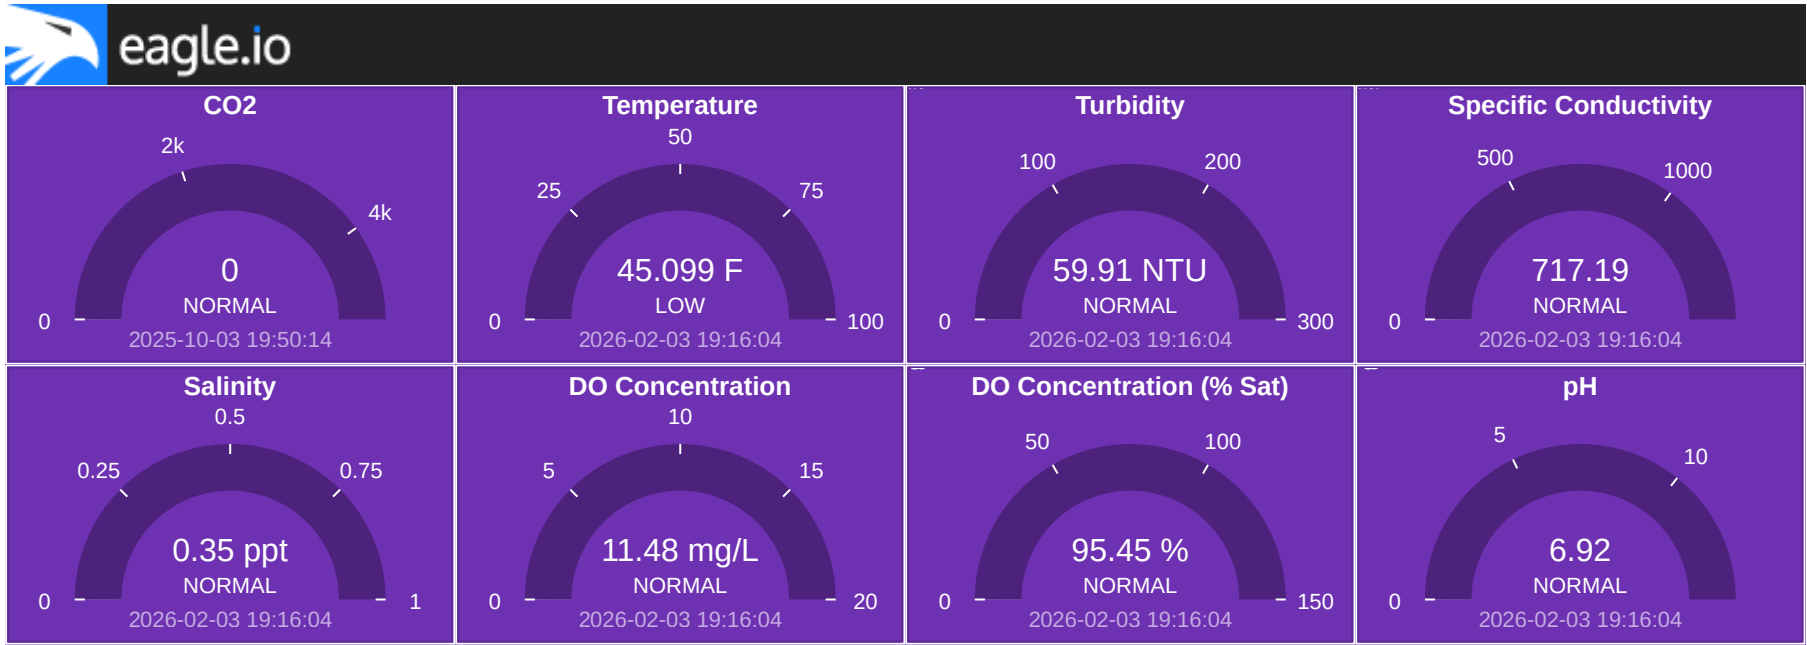 eagle.io
CO2
2k
4k
0
0
NORMAL
2025-10-03 19:50:14
Temperature
50
25
75
45.099 F
LOW
0
100
2026-02-03 19:16:04
Turbidity
100
200
59.91 NTU
NORMAL
0
300
2026-02-03 19:16:04
Specific Conductivity
500
1000
717.19
NORMAL
0
2026-02-03 19:16:04
Salinity
0.5
0.25
0.75
0.35 ppt
NORMAL
0
1
2026-02-03 19:16:04
DO Concentration
10
5
15
11.48 mg/L
NORMAL
0
20
2026-02-03 19:16:04
DO Concentration (% Sat)
50
100
95.45 %
NORMAL
0
150
2026-02-03 19:16:04
pH
5
10
6.92
NORMAL
0
2026-02-03 19:16:04